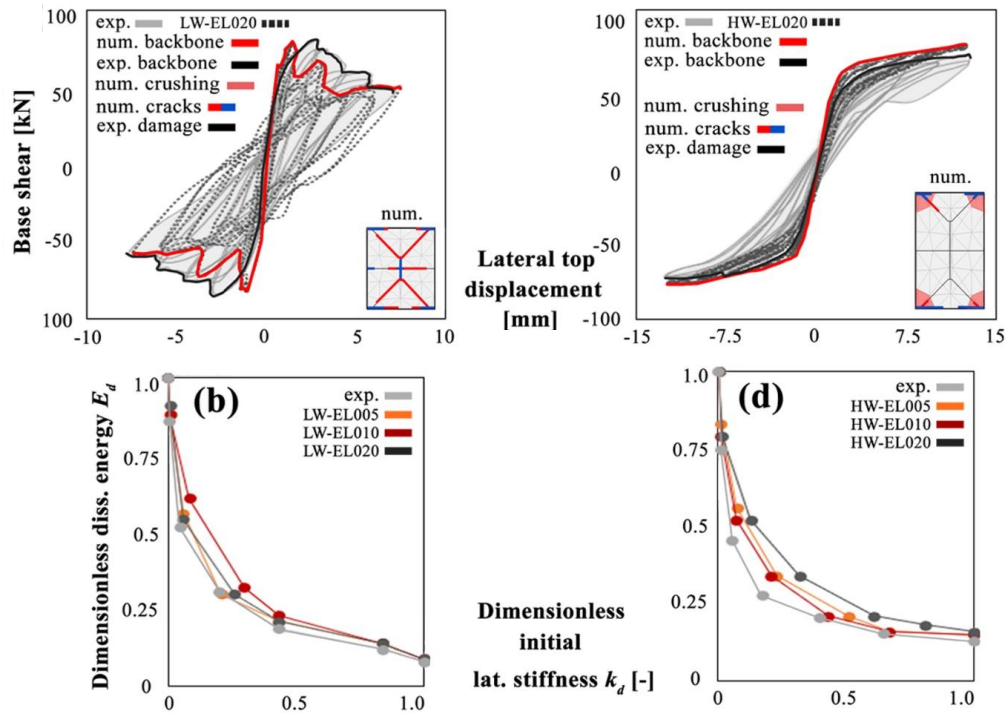 exp. LW-EL020
num. backbone
exp. backbone
num. crushing
num. cracks
exp. damage
Base shear [kN]
100
50
0
-50
100
-10
-5
0
5
10
num.
exp. HW-EL020
num. backbone
exp. backbone
num. crushing
num. cracks
exp. damage
100
50
0
-50
-100
-15
-7.5
0
7.5
15
num.
Lateral top
displacement
[mm]
(b)
exp.
LW-EL005
LW-EL010
LW-EL020
Dimensionless diss. energy E_d
1.0
0.75
0.5
0.25
0
0
0.5
1.0
Dimensionless
initial
lat. stiffness k_d [-]
(d)
exp.
HW-EL005
HW-EL010
HW-EL020
1.0
0.75
0.5
0.25
0
0
0.5
1.0